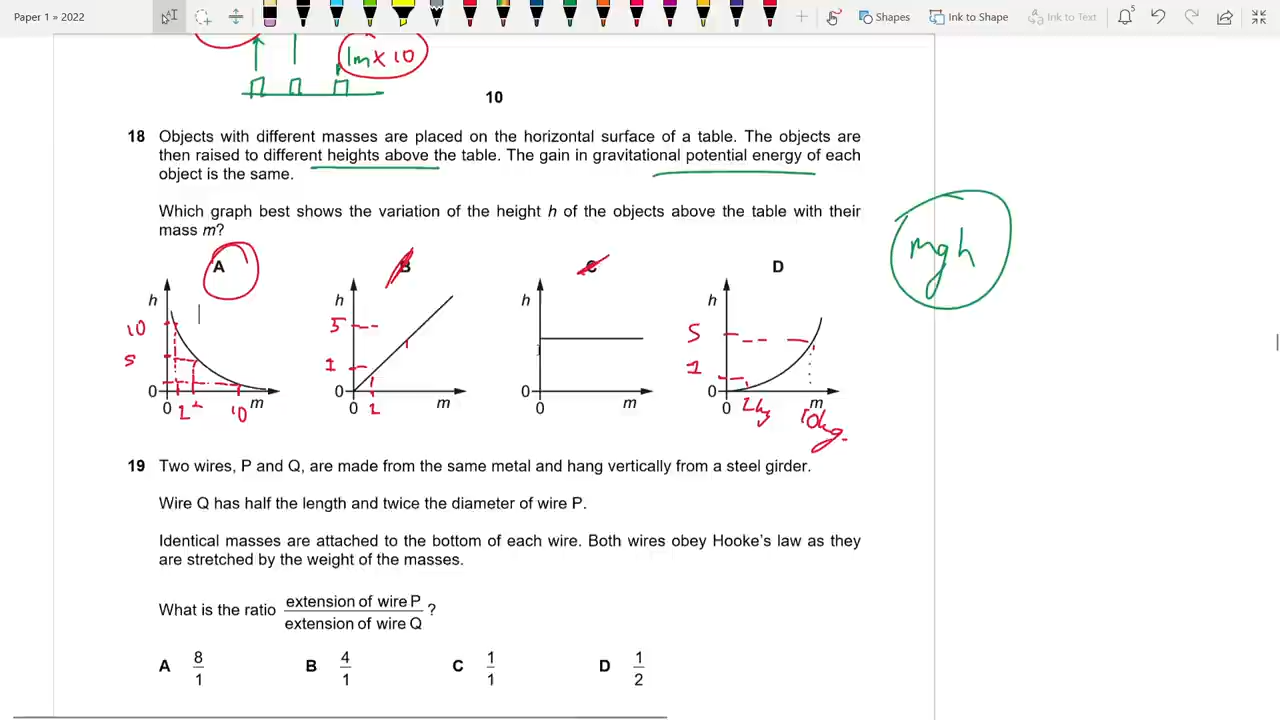 Paper 1 » 2022
Shapes
Ink to Shape
Ink to Text
5
1m x 10
10
18 Objects with different masses are placed on the horizontal surface of a table. The objects are
then raised to different heights above the table. The gain in gravitational potential energy of each
object is the same.
Which graph best shows the variation of the height h of the objects above the table with their
mass m?
mgh
A B C D
h h h h
10 5 5
5 1 1
0 0 0 0
0 m 0 m 0 m 0 m
10 10kg
19 Two wires, P and Q, are made from the same metal and hang vertically from a steel girder.
Wire Q has half the length and twice the diameter of wire P.
Identical masses are attached to the bottom of each wire. Both wires obey Hooke's law as they
are stretched by the weight of the masses.
What is the ratio extension of wire P / extension of wire Q ?
A 8/1 B 4/1 C 1/1 D 1/2